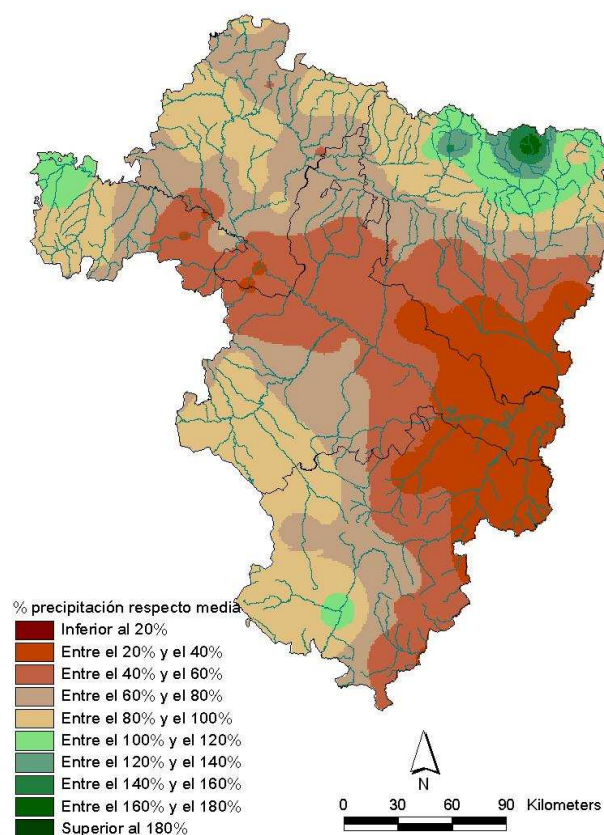 % precipitación respecto media
Inferior al 20%
Entre el 20% y el 40%
Entre el 40% y el 60%
Entre el 60% y el 80%
Entre el 80% y el 100%
Entre el 100% y el 120%
Entre el 120% y el 140%
Entre el 140% y el 160%
Entre el 160% y el 180%
Superior al 180%
N
0 30 60 90 Kilometers